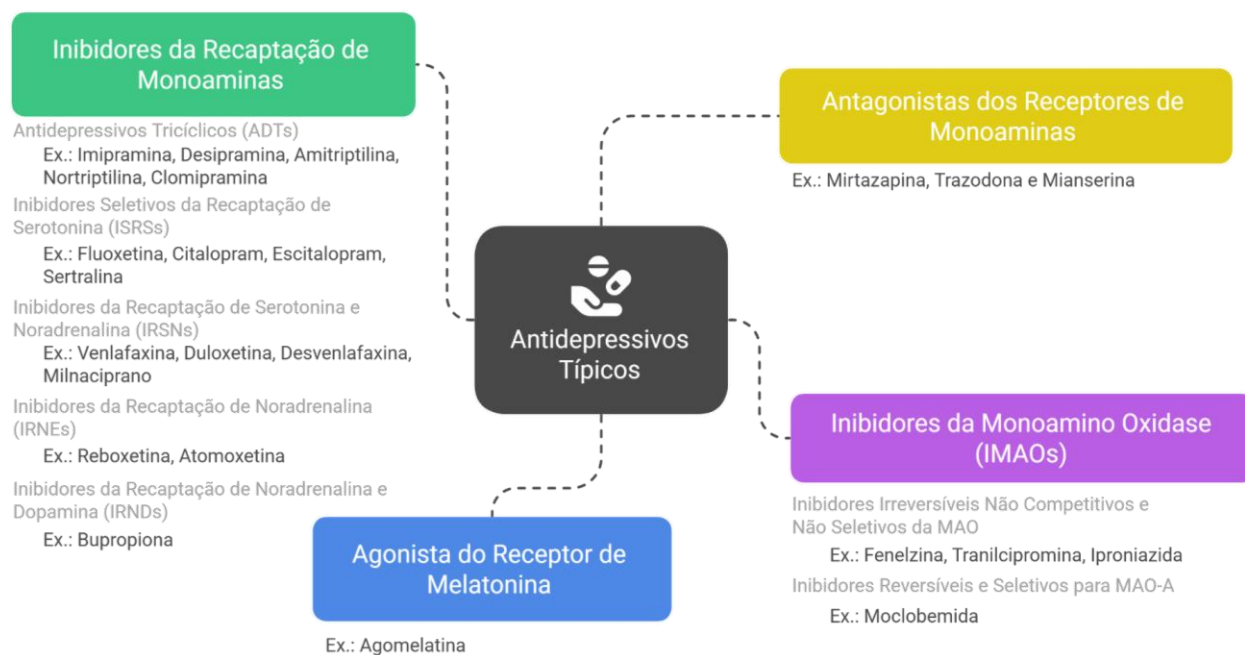 Inibidores da Recaptação de
Monoaminas
Antidepressivos Tricíclicos (ADTs)
Ex.: Imipramina, Desipramina, Amitriptilina,
Nortriptilina, Clomipramina
Inibidores Seletivos da Recaptação de
Serotonina (ISRSs)
Ex.: Fluoxetina, Citalopram, Escitalopram,
Sertralina
Inibidores da Recaptação de Serotonina e
Noradrenalina (IRSNs)
Ex.: Venlafaxina, Duloxetina, Desvenlafaxina,
Milnaciprano
Inibidores da Recaptação de Noradrenalina
(IRNEs)
Ex.: Reboxetina, Atomoxetina
Inibidores da Recaptação de Noradrenalina e
Dopamina (IRNDs)
Ex.: Bupropiona
Antidepressivos
Típicos
Agonista do Receptor de
Melatonina
Ex.: Agomelatina
Antagonistas dos Receptores de
Monoaminas
Ex.: Mirtazapina, Trazodona e Mianserina
Inibidores da Monoamino Oxidase
(IMAOs)
Inibidores Irreversíveis Não Competitivos e
Não Seletivos da MAO
Ex.: Fenelzina, Tranilcipromina, Iproniazida
Inibidores Reversíveis e Seletivos para MAO-A
Ex.: Moclobemida